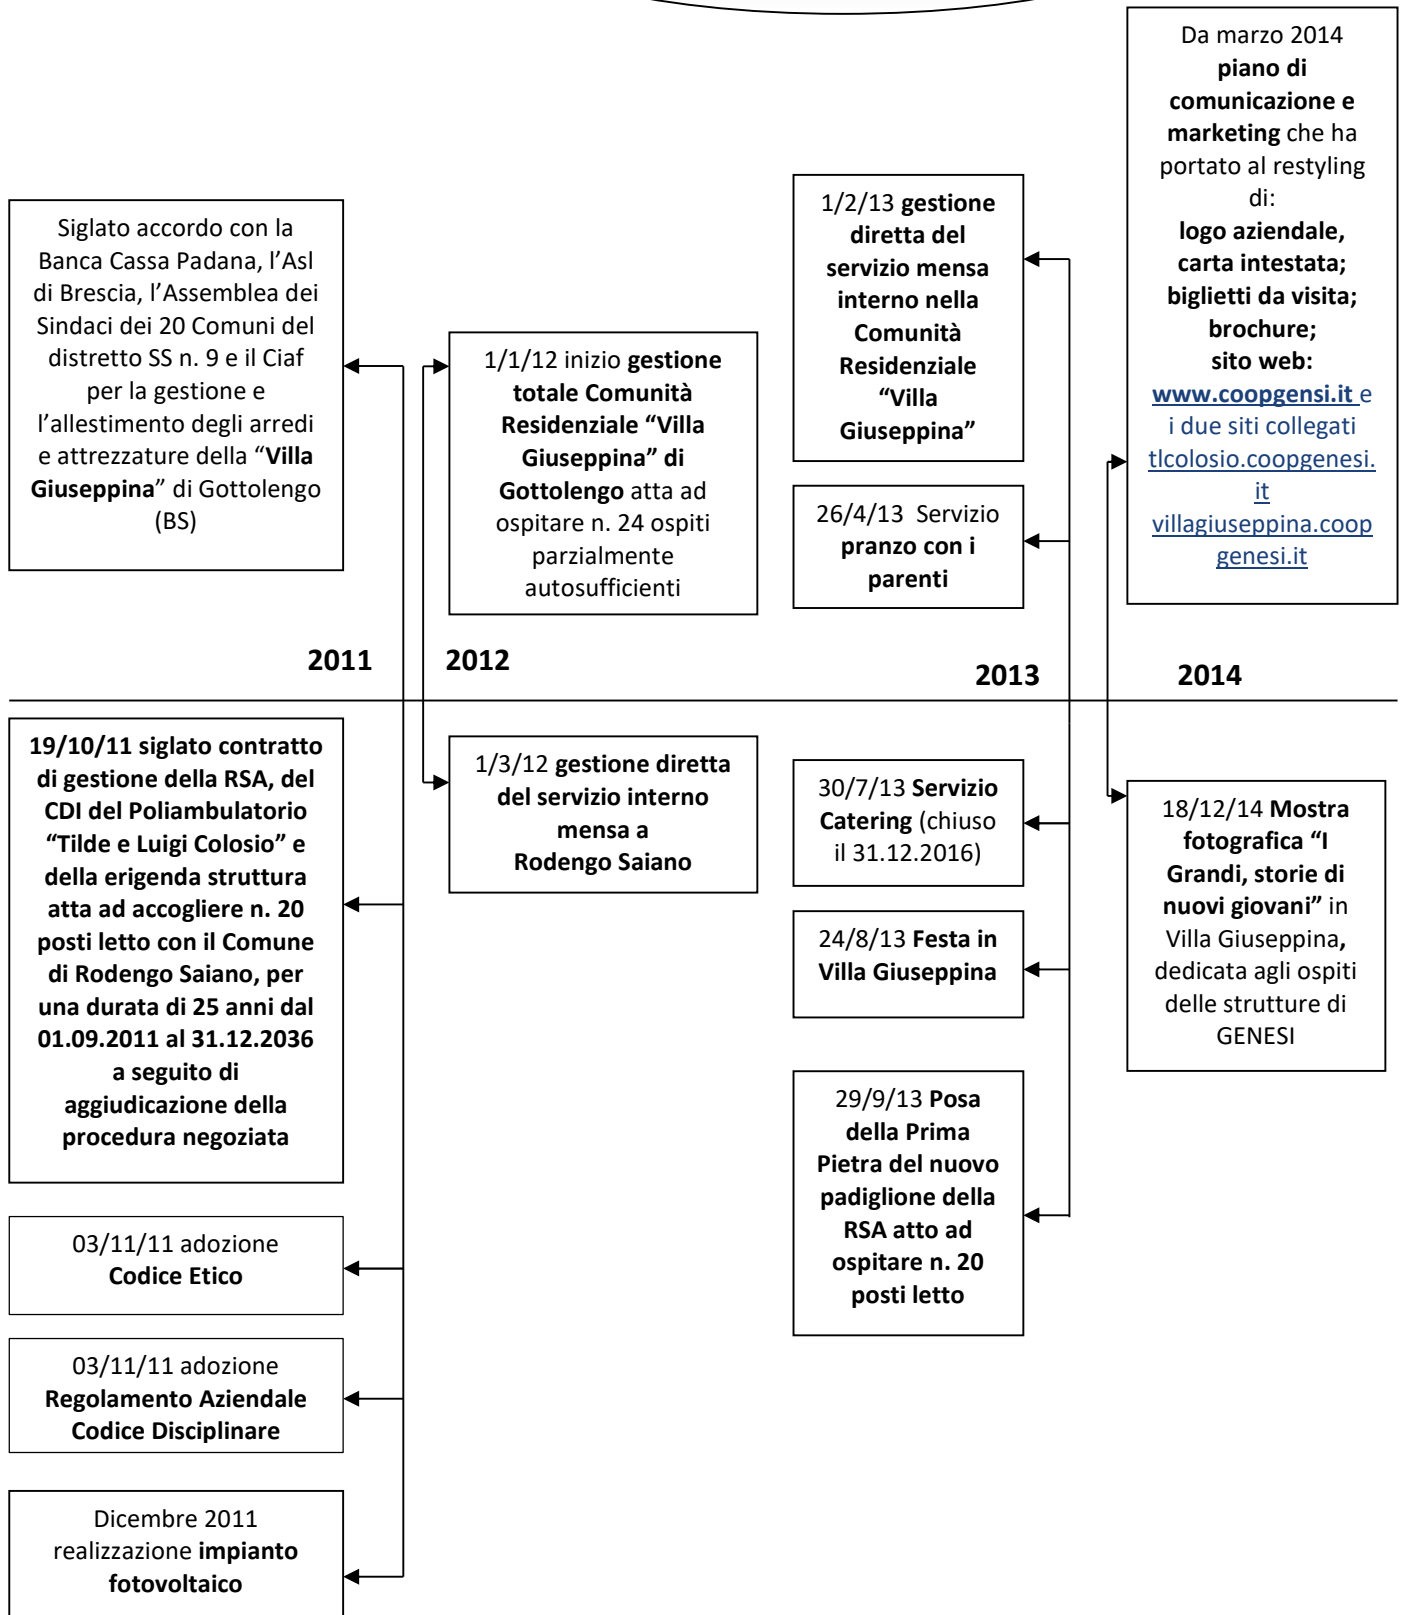 Siglato accordo con la
Banca Cassa Padana, l’Asl
di Brescia, l’Assemblea dei
Sindaci dei 20 Comuni del
distretto SS n. 9 e il Ciaf
per la gestione e
l’allestimento degli arredi
e attrezzature della “Villa
Giuseppina” di Gottolengo
(BS)
1/1/12 inizio gestione
totale Comunità
Residenziale “Villa
Giuseppina” di
Gottolengo atta ad
ospitare n. 24 ospiti
parzialmente
autosufficienti
1/2/13 gestione
diretta del
servizio mensa
interno nella
Comunità
Residenziale
“Villa
Giuseppina”
26/4/13 Servizio
pranzo con i
parenti
Da marzo 2014
piano di
comunicazione e
marketing che ha
portato al restyling
di:
logo aziendale,
carta intestata;
biglietti da visita;
brochure;
sito web:
www.coopgensi.it e
i due siti collegati
tlcolosio.coopgenesi.
it
villagiuseppina.coop
genesi.it
2011
2012
2013
2014
19/10/11 siglato contratto
di gestione della RSA, del
CDI del Poliambulatorio
“Tilde e Luigi Colosio” e
della erigenda struttura
atta ad accogliere n. 20
posti letto con il Comune
di Rodengo Saiano, per
una durata di 25 anni dal
01.09.2011 al 31.12.2036
a seguito di
aggiudicazione della
procedura negoziata
03/11/11 adozione
Codice Etico
03/11/11 adozione
Regolamento Aziendale
Codice Disciplinare
Dicembre 2011
realizzazione impianto
fotovoltaico
1/3/12 gestione diretta
del servizio interno
mensa a
Rodengo Saiano
30/7/13 Servizio
Catering (chiuso
il 31.12.2016)
24/8/13 Festa in
Villa Giuseppina
29/9/13 Posa
della Prima
Pietra del nuovo
padiglione della
RSA atto ad
ospitare n. 20
posti letto
18/12/14 Mostra
fotografica “I
Grandi, storie di
nuovi giovani” in
Villa Giuseppina,
dedicata agli ospiti
delle strutture di
GENESI